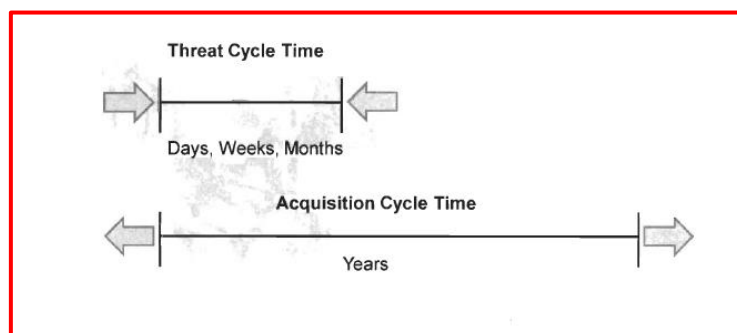 Threat Cycle Time
Days, Weeks, Months
Acquisition Cycle Time
Years